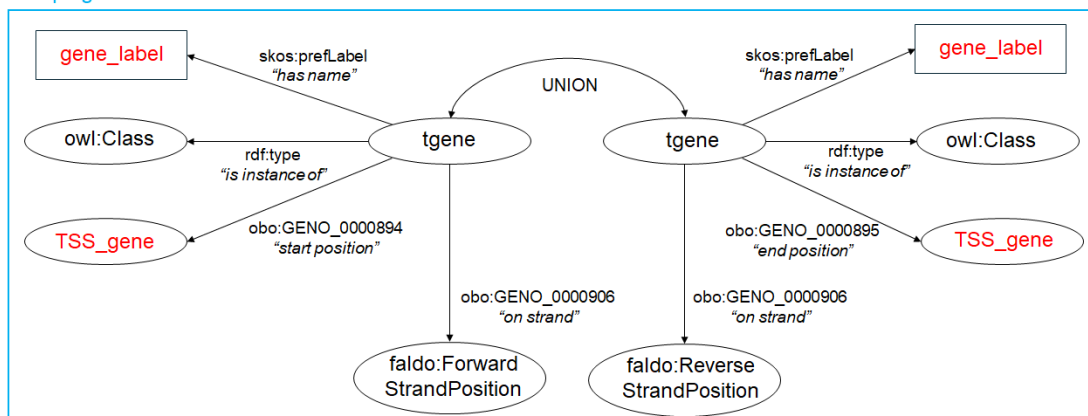 gene_label
skos:prefLabel
“has name”
owl:Class
rdf:type
“is instance of”
tgene
TSS_gene
obo:GENO_0000894
“start position”
obo:GENO_0000906
“on strand”
faldo:Forward
StrandPosition
UNION
gene_label
skos:prefLabel
“has name”
tgene
owl:Class
rdf:type
“is instance of”
TSS_gene
obo:GENO_0000895
“end position”
obo:GENO_0000906
“on strand”
faldo:Reverse
StrandPosition